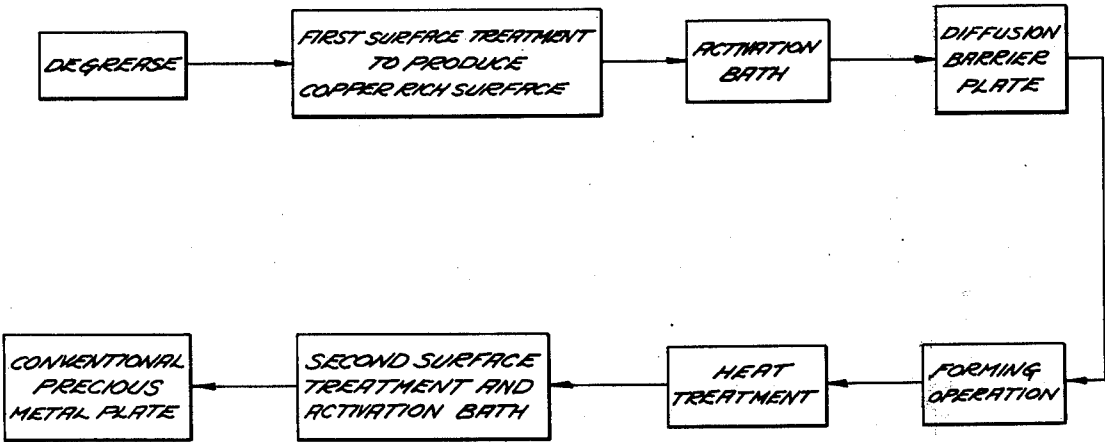 DEGREASE
FIRST SURFACE TREATMENT
TO PRODUCE
COPPER RICH SURFACE
ACTIVATION
BATH
DIFFUSION
BARRIER
PLATE
FORMING
OPERATION
HEAT
TREATMENT
SECOND SURFACE
TREATMENT AND
ACTIVATION BATH
CONVENTIONAL
PRECIOUS
METAL PLATE